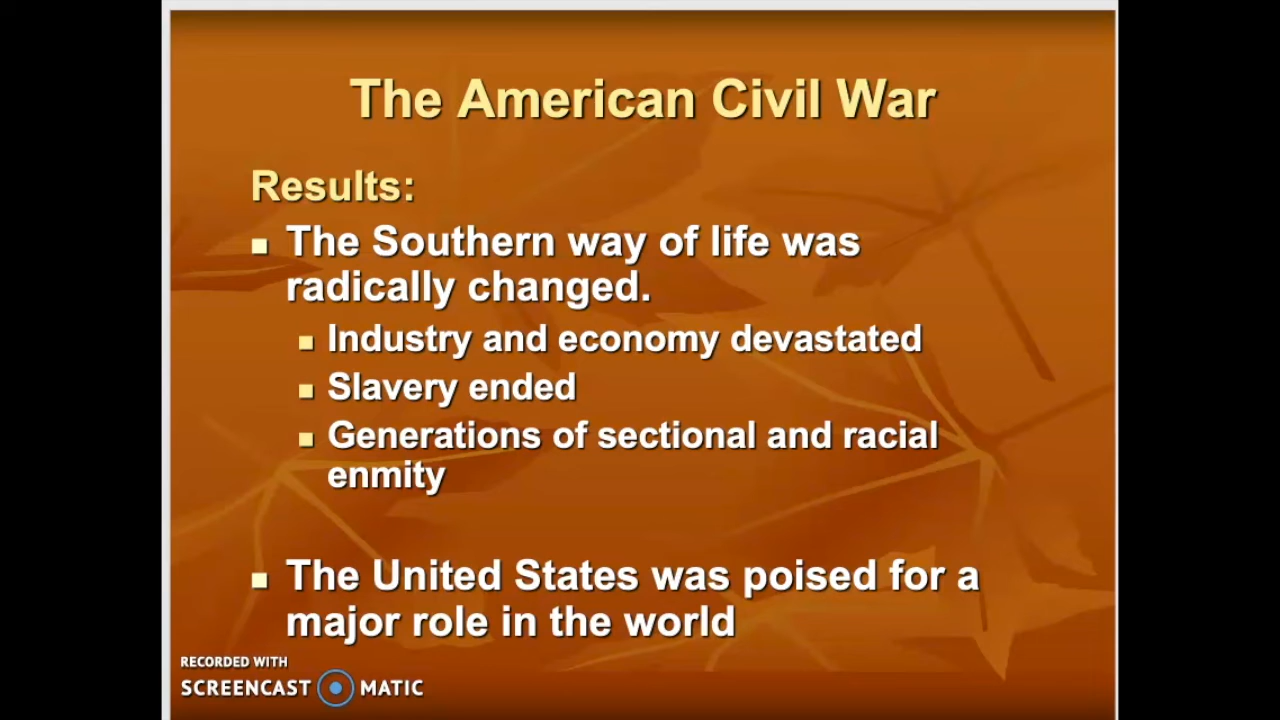 The American Civil War
Results:
The Southern way of life was
radically changed.
Industry and economy devastated
Slavery ended
Generations of sectional and racial
enmity
The United States was poised for a
major role in the world
RECORDED WITH
SCREENCAST MATIC